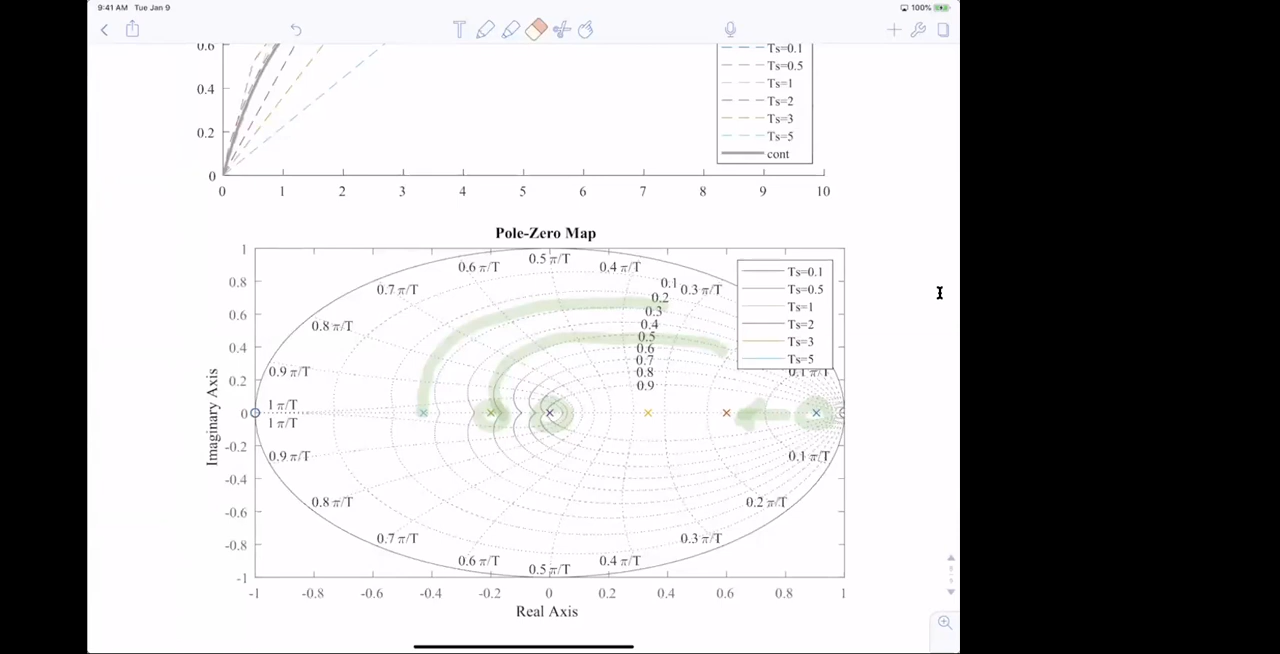 9:41 AM Tue Jan 9
100%
T
0.6
0.4
0.2
0
0 1 2 3 4 5 6 7 8 9 10
Ts=0.1
Ts=0.5
Ts=1
Ts=2
Ts=3
Ts=5
cont
Pole-Zero Map
1
0.8
0.6
0.4
0.2
0
-0.2
-0.4
-0.6
-0.8
-1
Imaginary Axis
0.6 π/T
0.5 π/T
0.4 π/T
0.7 π/T
0.3 π/T
0.8 π/T
0.9 π/T
0.1 π/T
1 π/T
1 π/T
0.9 π/T
0.1 π/T
0.8 π/T
0.2 π/T
0.7 π/T
0.3 π/T
0.6 π/T
0.5 π/T
0.4 π/T
0.1
0.2
0.3
0.4
0.5
0.6
0.7
0.8
0.9
Ts=0.1
Ts=0.5
Ts=1
Ts=2
Ts=3
Ts=5
-1 -0.8 -0.6 -0.4 -0.2 0 0.2 0.4 0.6 0.8 1
Real Axis